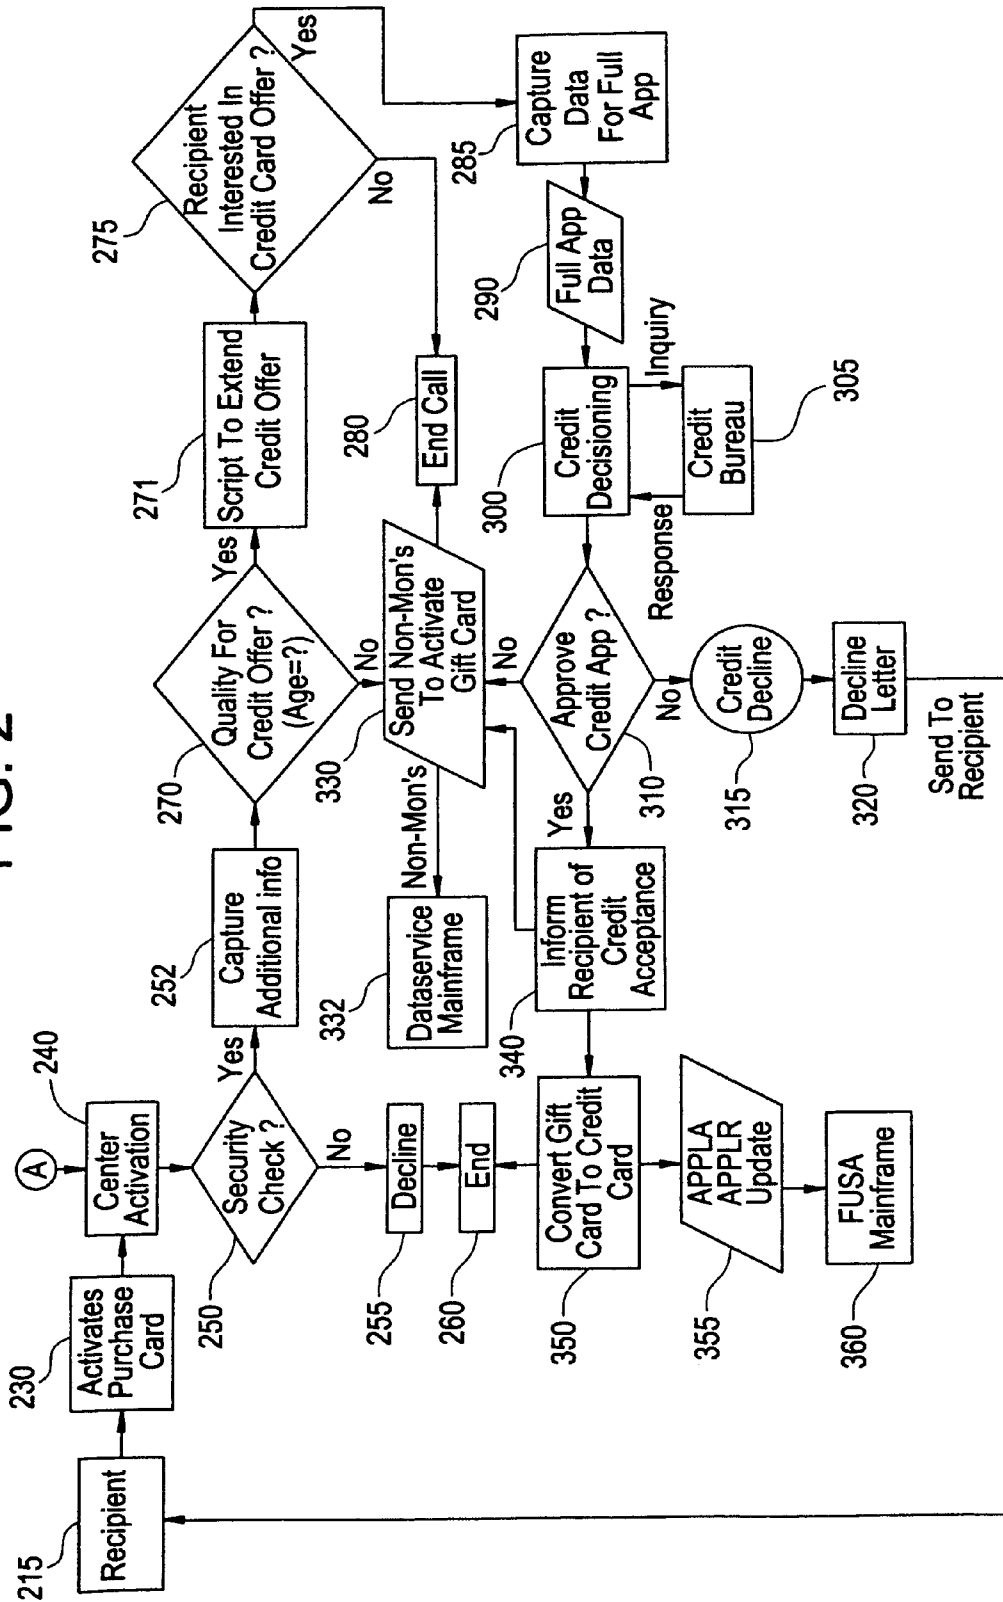 FIG. 2
A
240
Center
Activation
230
Activates
Purchase
Card
215
Recipient
250
Security
Check ?
Yes
No
252
Capture
Additional info
270
Quality For
Credit Offer ?
(Age=?)
Yes
No
271
Script To Extend
Credit Offer
275
Recipient
Interested In
Credit Card Offer ?
Yes
No
255
Decline
260
End
332
Dataservice
Mainframe
Non-Mon's
330
Send Non-Mon's
To Activate
Gift Card
280
End Call
285
Capture
Data
For Full
App
290
Full App
Data
300
Credit
Decisioning
Inquiry
Response
Credit
Bureau
305
310
Approve
Credit App ?
Yes
No
No
340
Inform
Recipient of
Credit
Acceptance
350
Convert Gift
Card To Credit
Card
355
APPLA
APPLR
Update
360
FUSA
Mainframe
315
Credit
Decline
320
Decline
Letter
Send To
Recipient